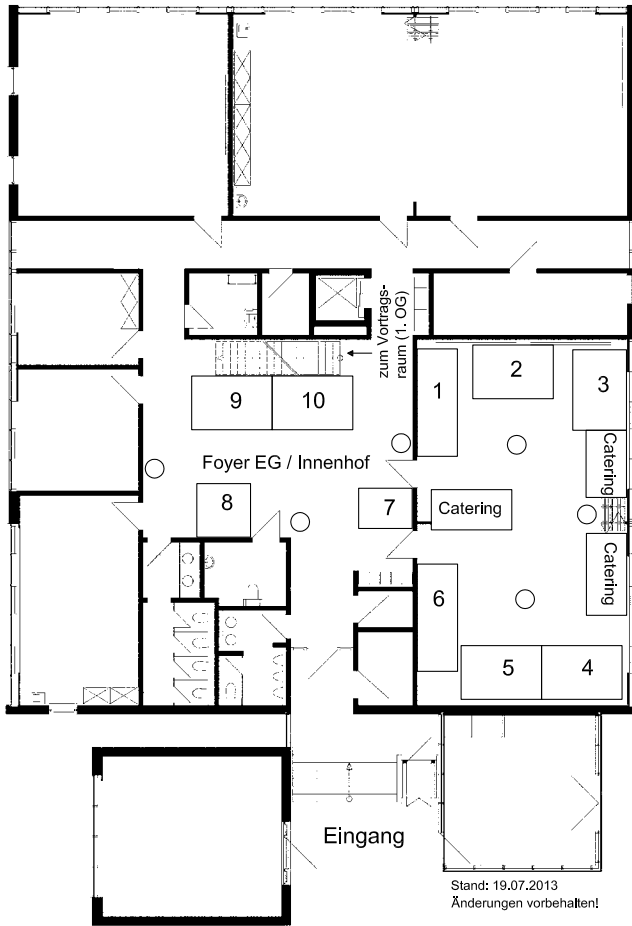 zum Vortrags-
raum (1. OG)
1
2
3
9
10
Catering
Foyer EG / Innenhof
8
7
Catering
Catering
6
5
4
Eingang
Stand: 19.07.2013
Änderungen vorbehalten!